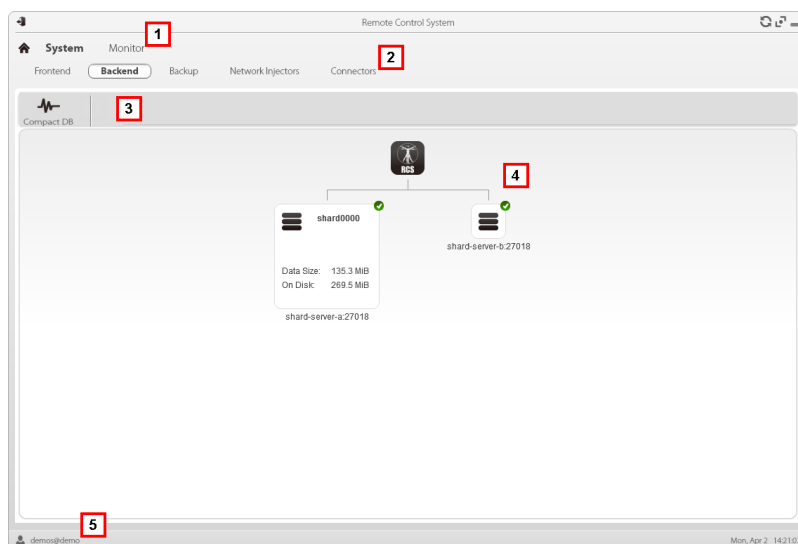 Remote Control System
1
System Monitor
2
Frontend Backend Backup Network Injectors Connectors
3
Compact DB
RCS
4
shard0000
shard-server-b:27018
Data Size: 135.3 MiB
On Disk: 269.5 MiB
shard-server-a:27018
5
demos@demo
Mon, Apr 2 14:21:0